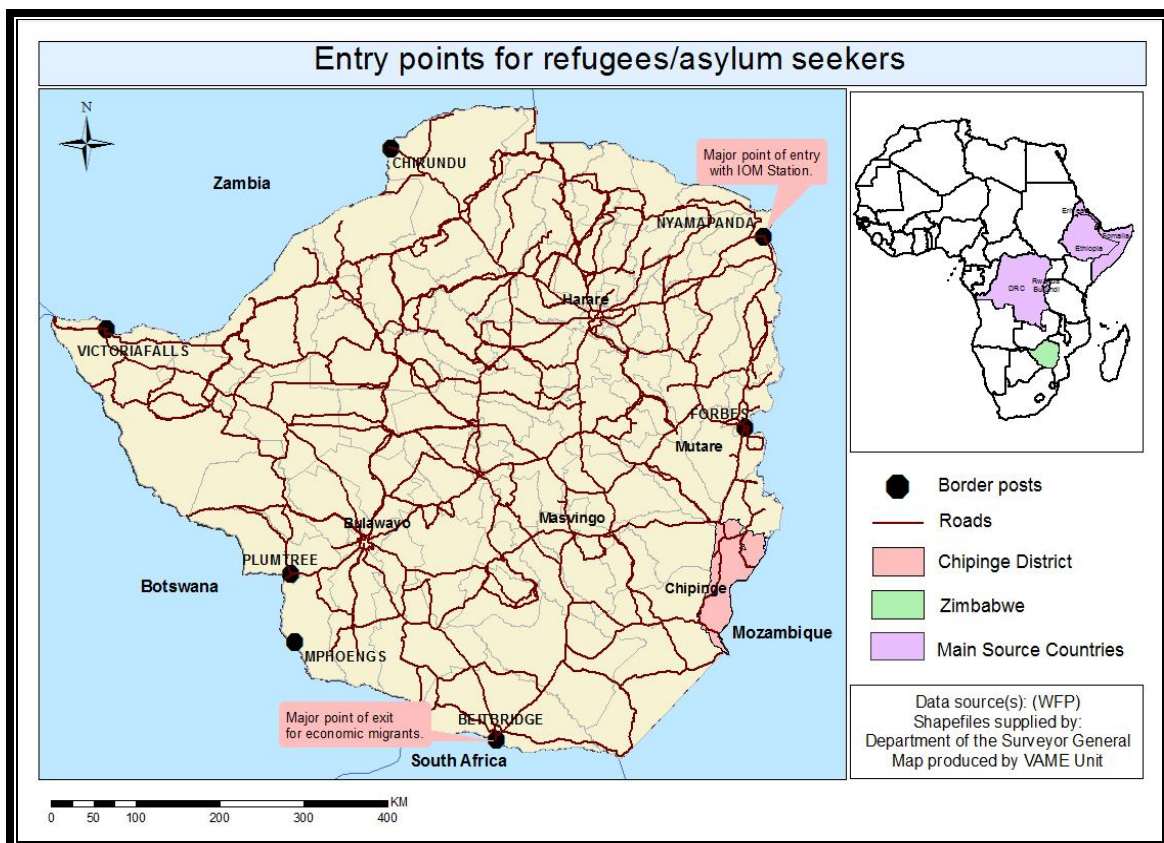 Entry points for refugees/asylum seekers
N
Zambia
CHIRUNDU
Major point of entry
with IOM Station.
NYAMAPANDA
Harare
VICTORIAFALLS
FORBES
Mutare
Bulawayo
Masvingo
PLUMTREE
Botswana
Chipinge
Mozambique
MPHOENGS
Major point of exit
for economic migrants.
BEITBRIDGE
South Africa
KM
0 50 100 200 300 400
Somalia
Ethiopia
DRC
Border posts
Roads
Chipinge District
Zimbabwe
Main Source Countries
Data source(s): (WFP)
Shapefiles supplied by:
Department of the Surveyor General
Map produced by VAME Unit